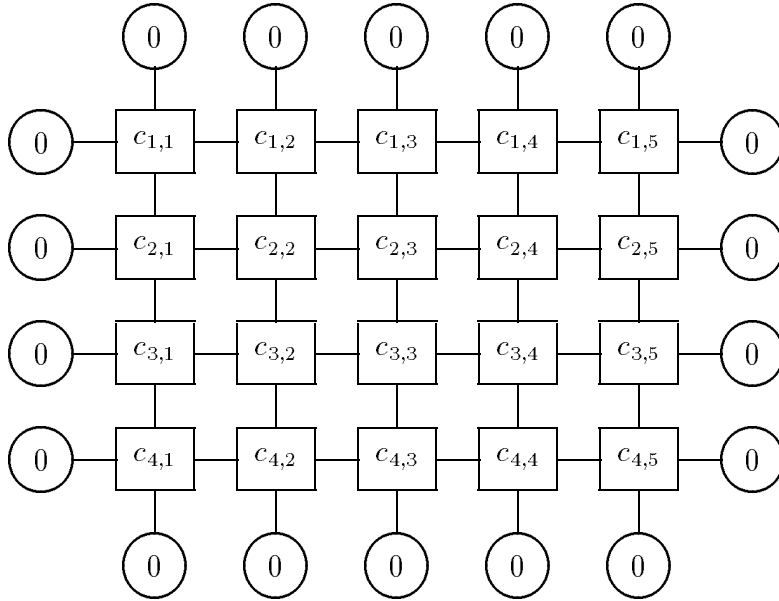 0 0 0 0 0
0 c1,1 c1,2 c1,3 c1,4 c1,5 0
0 c2,1 c2,2 c2,3 c2,4 c2,5 0
0 c3,1 c3,2 c3,3 c3,4 c3,5 0
0 c4,1 c4,2 c4,3 c4,4 c4,5 0
0 0 0 0 0